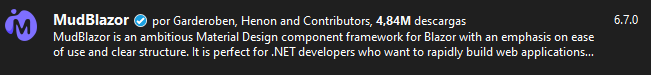 MudBlazor por Garderoben, Henon and Contributors, 4,84M descargas 6.7.0
MudBlazor is an ambitious Material Design component framework for Blazor with an emphasis on ease
of use and clear structure. It is perfect for .NET developers who want to rapidly build web applications...